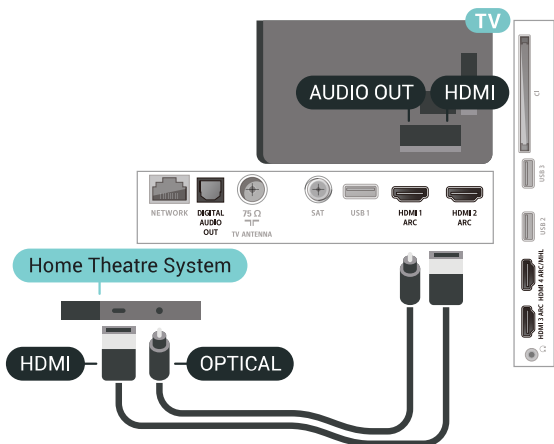 TV
AUDIO OUT HDMI
CI
USB 3
USB 2
HDMI 4 ARC/MHL
HDMI 3 ARC
NETWORK
DIGITAL
AUDIO
OUT
75 Ω
TV ANTENNA
SAT
USB 1
HDMI 1
ARC
HDMI 2
ARC
Home Theatre System
HDMI
OPTICAL